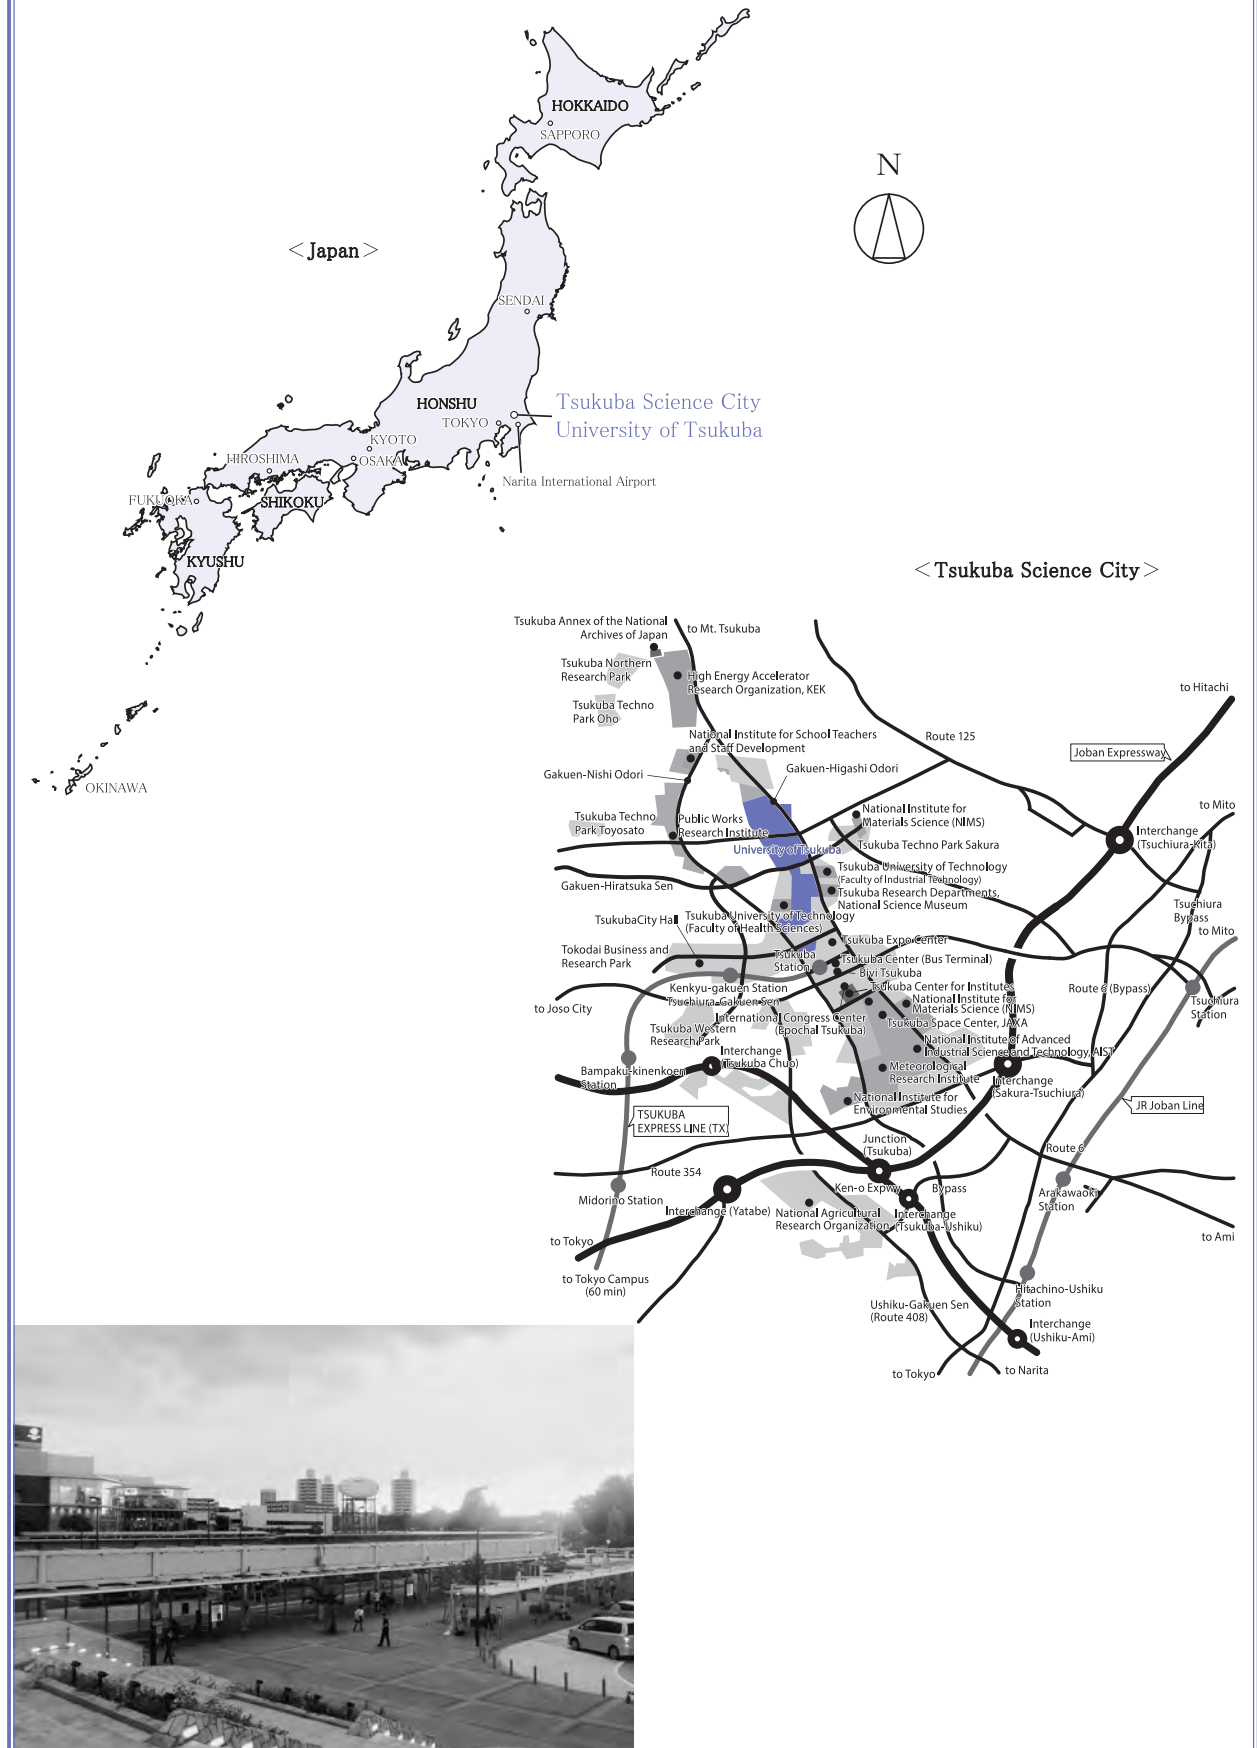 HOKKAIDO
SAPPORO
N
< Japan >
SENDAI
HONSHU
TOKYO
Tsukuba Science City
University of Tsukuba
KYOTO
OSAKA
HIROSHIMA
Narita International Airport
FUKUOKA
SHIKOKU
KYUSHU
OKINAWA
< Tsukuba Science City >
Tsukuba Annex of the National
Archives of Japan
to Mt. Tsukuba
Tsukuba Northern
Research Park
High Energy Accelerator
Research Organization, KEK
to Hitachi
Tsukuba Techno
Park Oho
National Institute for School Teachers
and Staff Development
Route 125
Joban Expressway
Gakuen-Nishi Odori
Gakuen-Higashi Odori
to Mito
Tsukuba Techno
Park Toyosato
Public Works
Research Institute
National Institute for
Materials Science (NIMS)
Interchange
(Tsuchiura-Kita)
University of Tsukuba
Tsukuba Techno Park Sakura
Tsukuba University of Technology
(Faculty of Industrial Technology)
Gakuen-Hiratsuka Sen
Tsukuba Research Departments,
National Science Museum
Tsuchiura
Bypass
to Mito
TsukubaCity Hall
Tsukuba University of Technology
(Faculty of Health Sciences)
Tsukuba Expo Center
Tokodai Business and
Research Park
Tsukuba
Station
Tsukuba Center (Bus Terminal)
Bivi Tsukuba
Kenkyu-gakuen Station
Tsuchiura-Gakuen Sen
Tsukuba Center for Institutes
Route 6 (Bypass)
to Joso City
National Institute for
Materials Science (NIMS)
Tsuchiura
Station
International Congress Center
(Epochal Tsukuba)
Tsukuba Space Center, JAXA
Tsukuba Western
Research Park
National Institute of Advanced
Industrial Science and Technology, AIST
Interchange
(Tsukuba Chuo)
Bampaku-kinenkoen
Station
Meteorological
Research Institute
Interchange
(Sakura-Tsuchiura)
National Institute for
Environmental Studies
JR Joban Line
TSUKUBA
EXPRESS LINE (TX)
Junction
(Tsukuba)
Route 6
Route 354
Midorino Station
Ken-o Expwy
Bypass
Arakawaoki
Station
Interchange (Yatabe)
National Agricultural
Research Organization
Interchange
(Tsukuba-Ushiku)
to Tokyo
to Ami
to Tokyo Campus
(60 min)
Hitachino-Ushiku
Station
Ushiku-Gakuen Sen
(Route 408)
Interchange
(Ushiku-Ami)
to Tokyo
to Narita